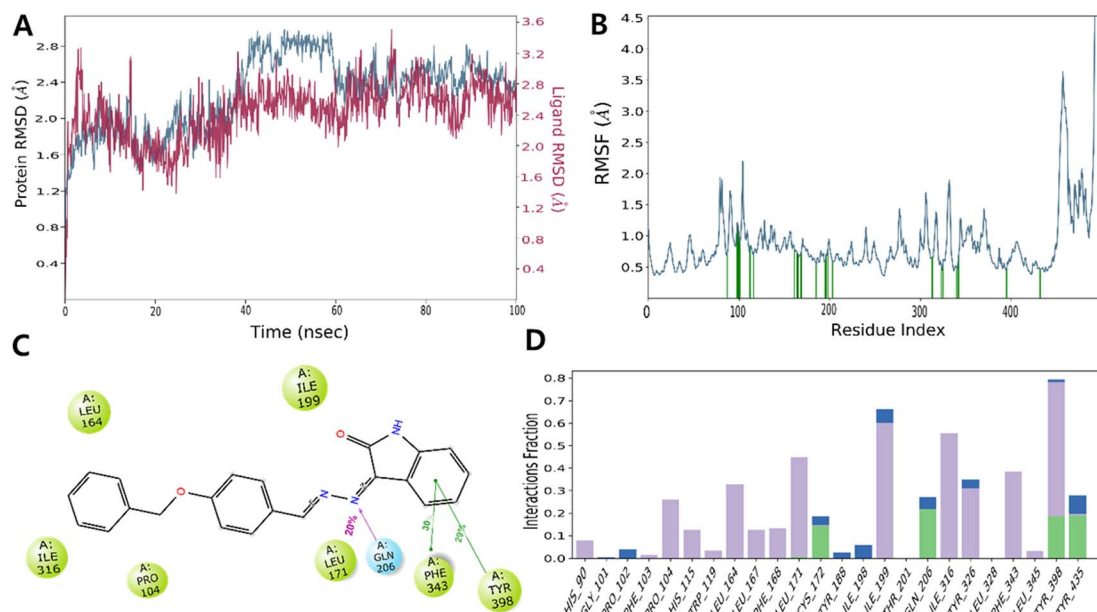 A
Protein RMSD (Å)
2.8
2.4
2.0
1.6
1.2
0.8
0.4
3.6
3.2
2.8
2.4
2.0
1.6
1.2
0.8
0.4
Ligand RMSD (Å)
0 20 40 60 80 100
Time (nsec)
B
RMSF (Å)
4.5
4.0
3.5
3.0
2.5
2.0
1.5
1.0
0.5
0 100 200 300 400
Residue Index
C
A:
LEU
164
A:
ILE
199
O
NH
O
N
N
20%
30
29%
A:
ILE
316
A:
PRO
104
A:
LEU
171
A:
GLN
206
A:
PHE
343
A:
TYR
398
D
Interactions Fraction
0.8
0.7
0.6
0.5
0.4
0.3
0.2
0.1
0.0
HIS_90
GLY_101
PRO_102
PHE_103
PRO_104
HIS_115
TRP_119
LEU_164
LEU_167
PHE_168
LEU_171
CYS_172
TYR_188
ILE_198
ILE_199
THR_201
GLN_206
ILE_316
TYR_326
LEU_328
PHE_343
LEU_345
TYR_398
TYR_435